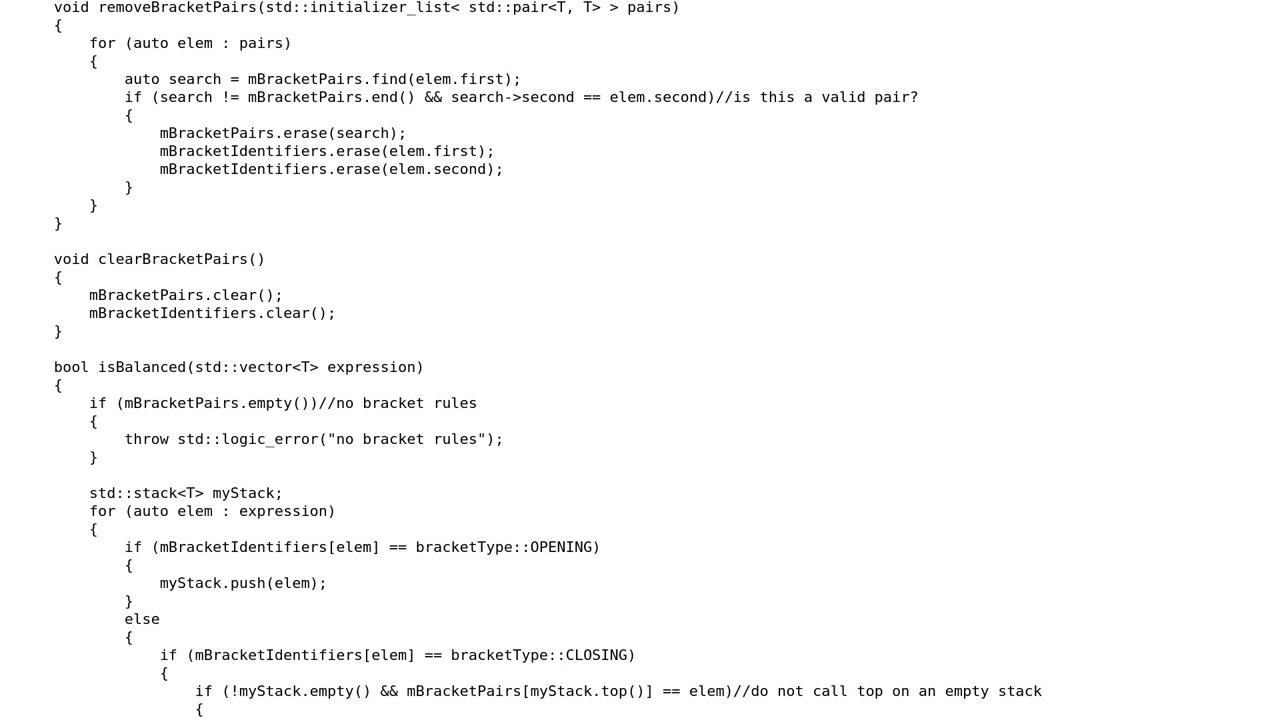 void removeBracketPairs(std::initializer_list< std::pair<T, T> > pairs)
{
    for (auto elem : pairs)
    {
        auto search = mBracketPairs.find(elem.first);
        if (search != mBracketPairs.end() && search->second == elem.second)//is this a valid pair?
        {
            mBracketPairs.erase(search);
            mBracketIdentifiers.erase(elem.first);
            mBracketIdentifiers.erase(elem.second);
        }
    }
}

void clearBracketPairs()
{
    mBracketPairs.clear();
    mBracketIdentifiers.clear();
}

bool isBalanced(std::vector<T> expression)
{
    if (mBracketPairs.empty())//no bracket rules
    {
        throw std::logic_error("no bracket rules");
    }

    std::stack<T> myStack;
    for (auto elem : expression)
    {
        if (mBracketIdentifiers[elem] == bracketType::OPENING)
        {
            myStack.push(elem);
        }
        else
        {
            if (mBracketIdentifiers[elem] == bracketType::CLOSING)
            {
                if (!myStack.empty() && mBracketPairs[myStack.top()] == elem)//do not call top on an empty stack
                {